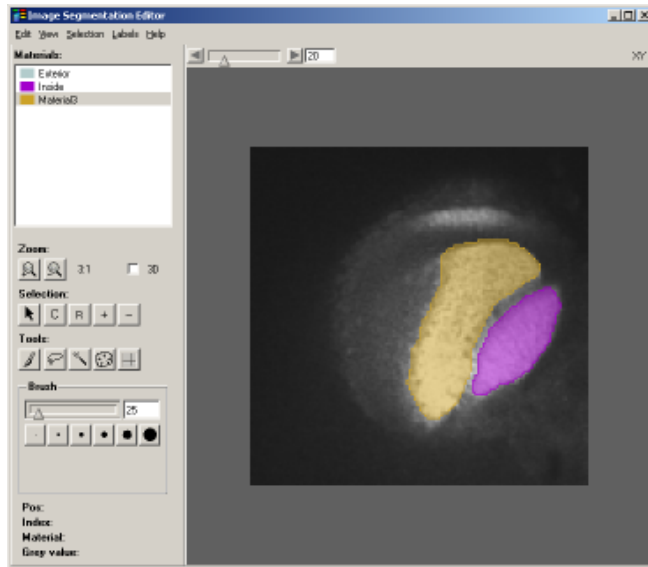 Image Segmentation Editor
Edit View Selection Labels Help
Materials:
20
XY
Exterior
Inside
Material3
Zoom:
3:1
3D
Selection:
C R + -
Tools:
Brush
25
Pos:
Index:
Material:
Grey value: